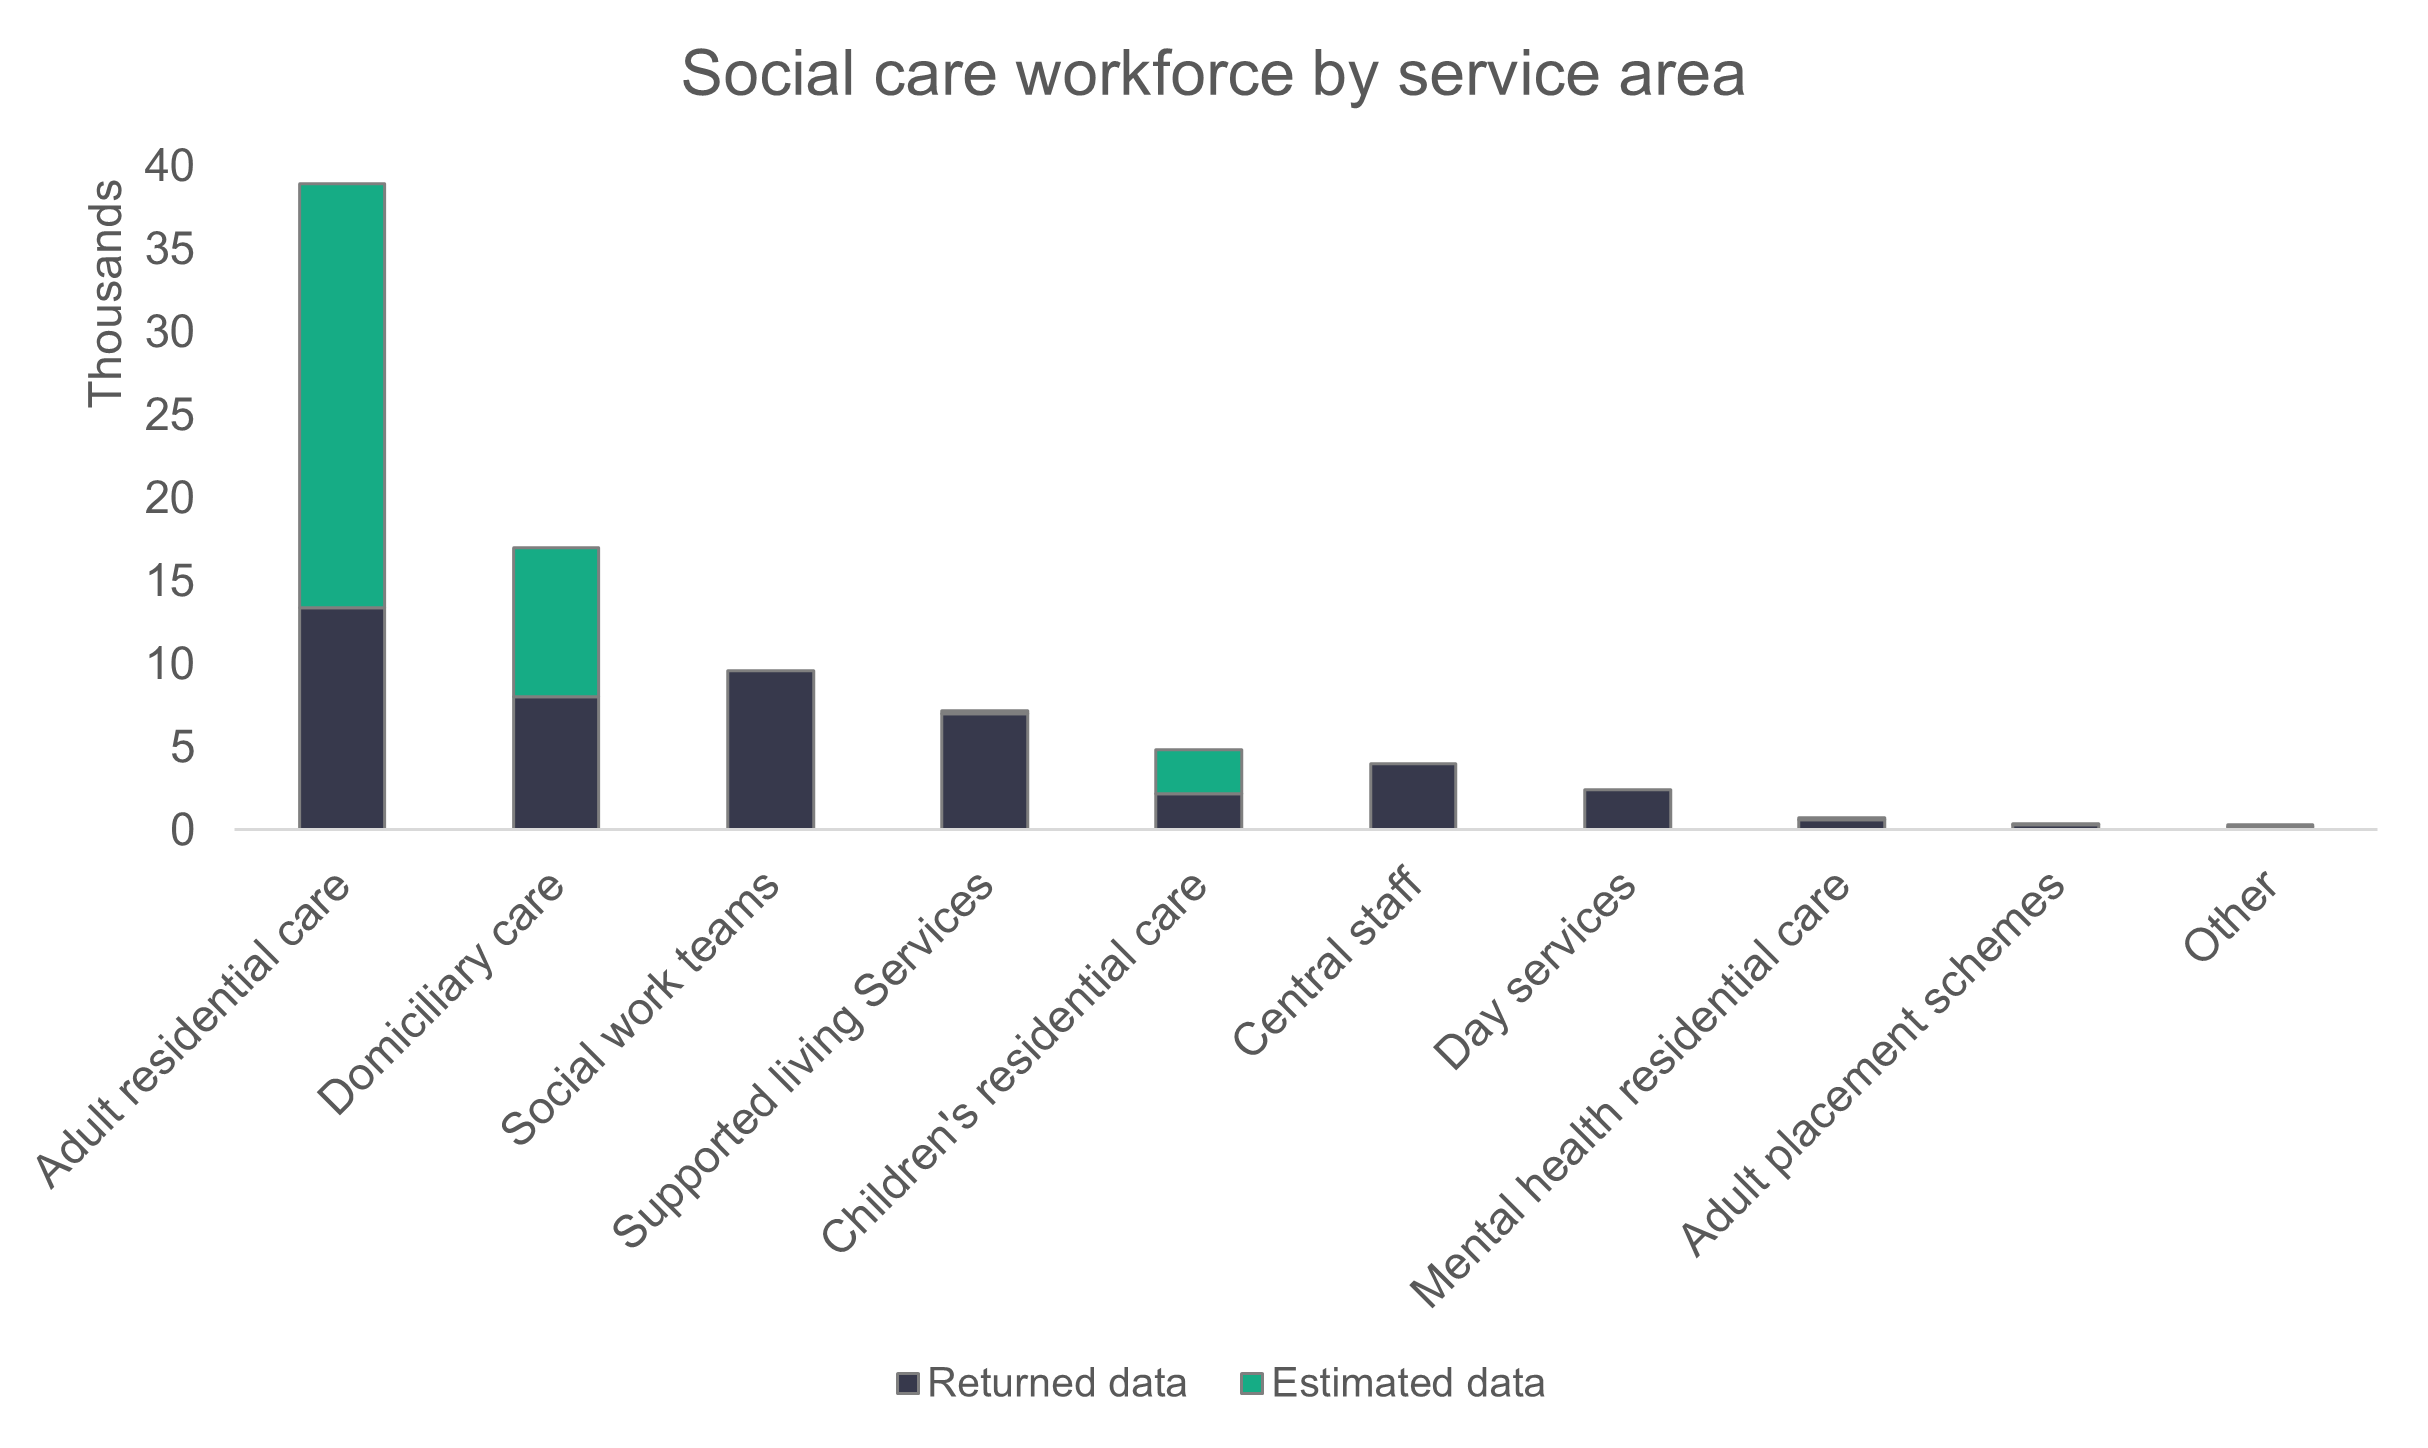 Social care workforce by service area
Thousands
40
35
30
25
20
15
10
5
0
Adult residential care
Domiciliary care
Social work teams
Supported living Services
Children's residential care
Central staff
Day services
Mental health residential care
Adult placement schemes
Other
Returned data
Estimated data